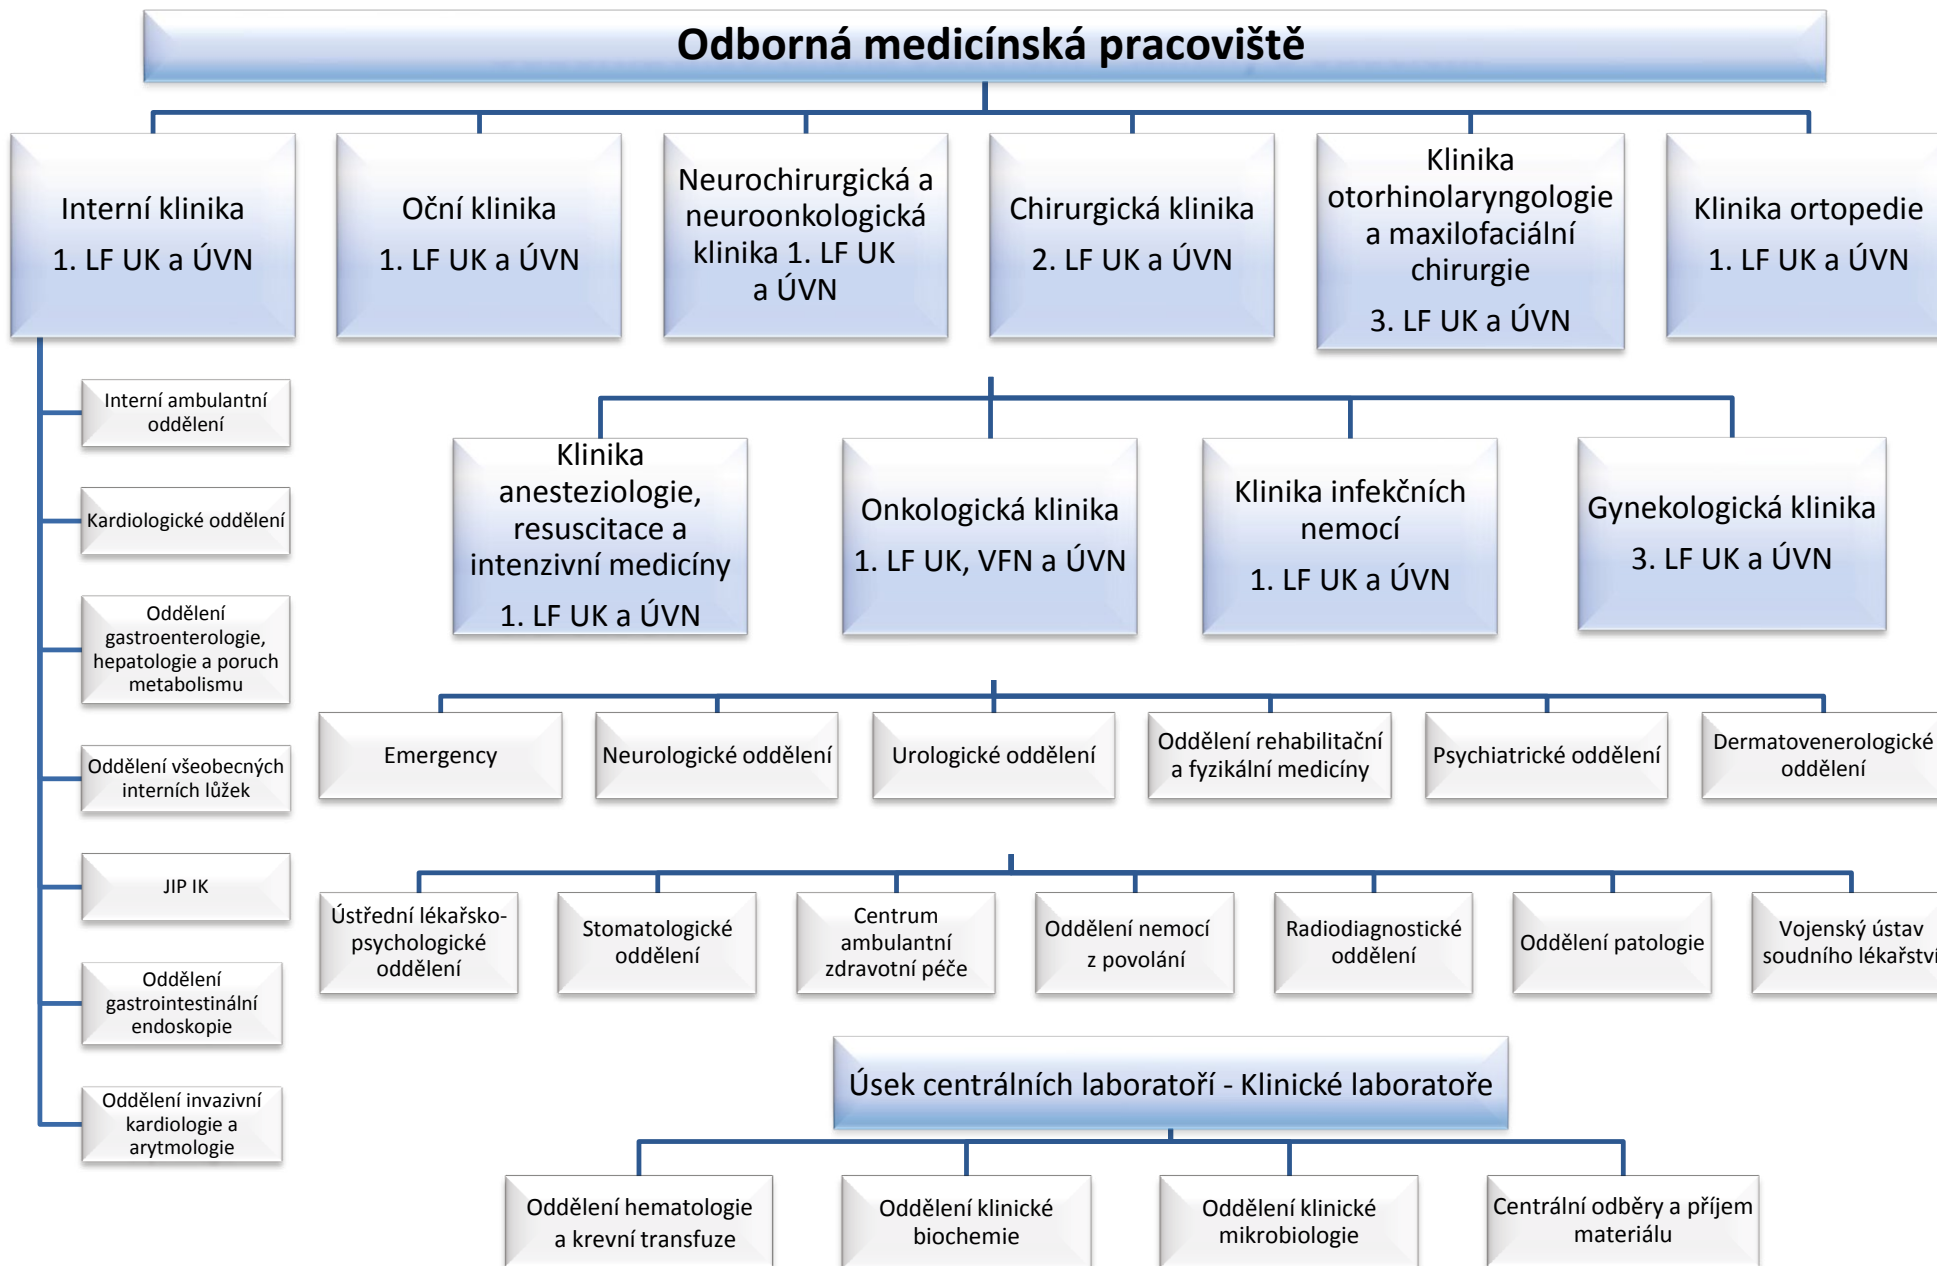 Odborná medicínská pracoviště
Interní klinika
1. LF UK a ÚVN
Oční klinika
1. LF UK a ÚVN
Neurochirurgická a
neuroonkologická
klinika 1. LF UK
a ÚVN
Chirurgická klinika
2. LF UK a ÚVN
Klinika
otorhinolaryngologie
a maxilofaciální
chirurgie
3. LF UK a ÚVN
Klinika ortopedie
1. LF UK a ÚVN
Interní ambulantní
oddělení
Kardiologické oddělení
Oddělení
gastroenterologie,
hepatologie a poruch
metabolismu
Oddělení všeobecných
interních lůžek
JIP IK
Oddělení
gastrointestinální
endoskopie
Oddělení invazivní
kardiologie a
arytmologie
Klinika
anesteziologie,
resuscitace a
intenzivní medicíny
1. LF UK a ÚVN
Onkologická klinika
1. LF UK, VFN a ÚVN
Klinika infekčních
nemocí
1. LF UK a ÚVN
Gynekologická klinika
3. LF UK a ÚVN
Emergency
Neurologické oddělení
Urologické oddělení
Oddělení rehabilitační
a fyzikální medicíny
Psychiatrické oddělení
Dermatovenerologické
oddělení
Ústřední lékařsko-
psychologické
oddělení
Stomatologické
oddělení
Centrum
ambulantní
zdravotní péče
Oddělení nemocí
z povolání
Radiodiagnostické
oddělení
Oddělení patologie
Vojenský ústav
soudního lékařství
Úsek centrálních laboratoří - Klinické laboratoře
Oddělení hematologie
a krevní transfuze
Oddělení klinické
biochemie
Oddělení klinické
mikrobiologie
Centrální odběry a příjem
materiálu